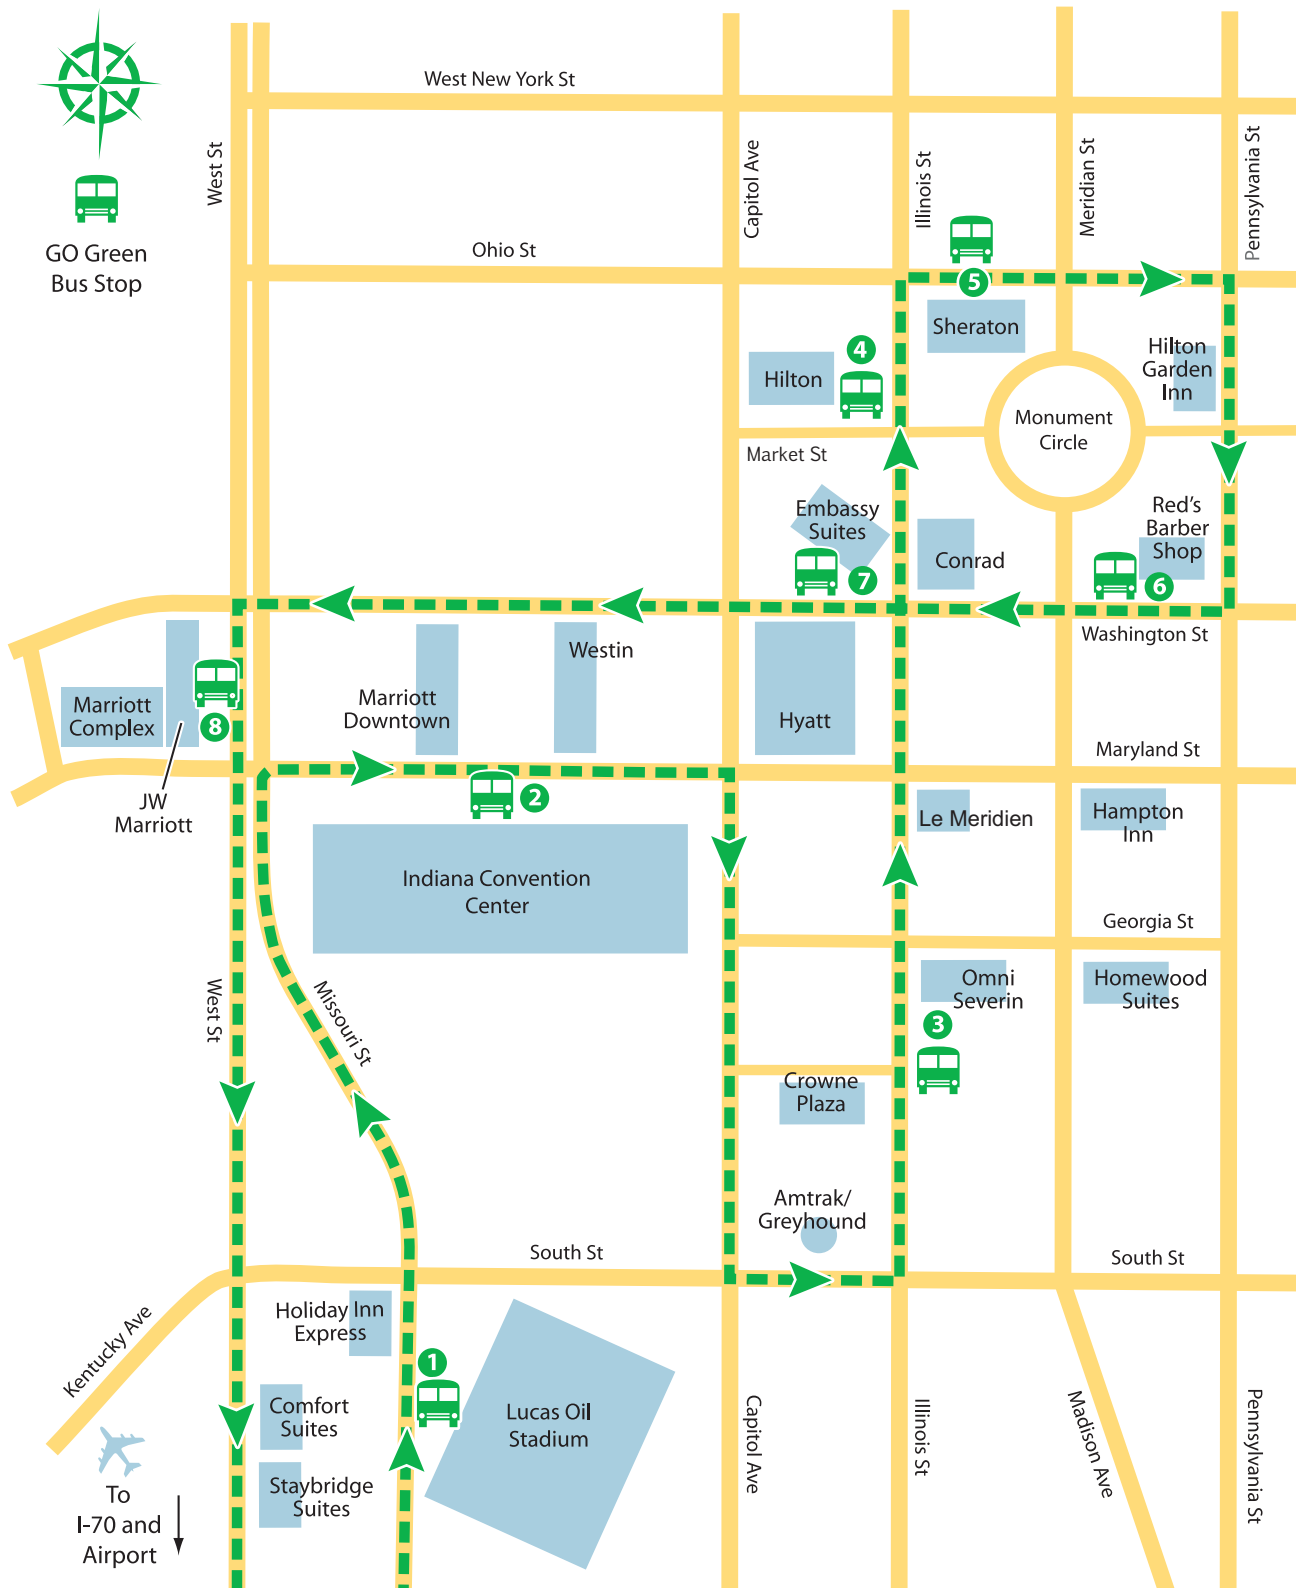 West New York St
West St
Capitol Ave
Illinois St
Meridian St
Pennsylvania St
GO Green
Bus Stop
Ohio St
5
Sheraton
4
Hilton
Hilton
Garden
Inn
Monument
Circle
Market St
Embassy
Suites
7
Conrad
Red's
Barber
Shop
6
Washington St
Westin
Marriott
Downtown
Hyatt
Marriott
Complex
8
JW
Marriott
Maryland St
2
Le Meridien
Hampton
Inn
Indiana Convention
Center
Georgia St
Omni
Severin
Homewood
Suites
West St
Missouri St
3
Crowne
Plaza
Amtrak/
Greyhound
South St
South St
Kentucky Ave
Holiday Inn
Express
1
Comfort
Suites
Lucas Oil
Stadium
Capitol Ave
Illinois St
Madison Ave
Pennsylvania St
Staybridge
Suites
To
I-70 and
Airport